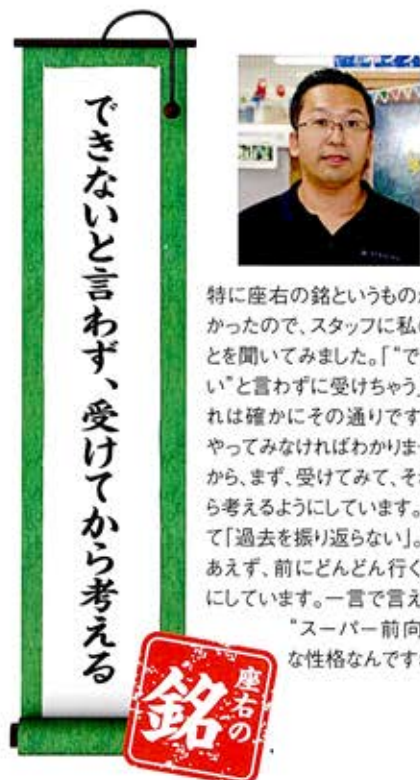 できないと言わず、受けてから考える
座右の
銘
特に座右の銘というものが
かったので、スタッフに私の
とを聞いてみました。「“で
い”と言わずに受けちゃう」
れは確かにその通りです
やってみなければわかりま
から、まず、受けてみて、そ
ら考えるようにしています。
て「過去を振り返らない」。
あえず、前にどんどん行く
にしています。一言で言え
“スーパー前向
な性格なんです